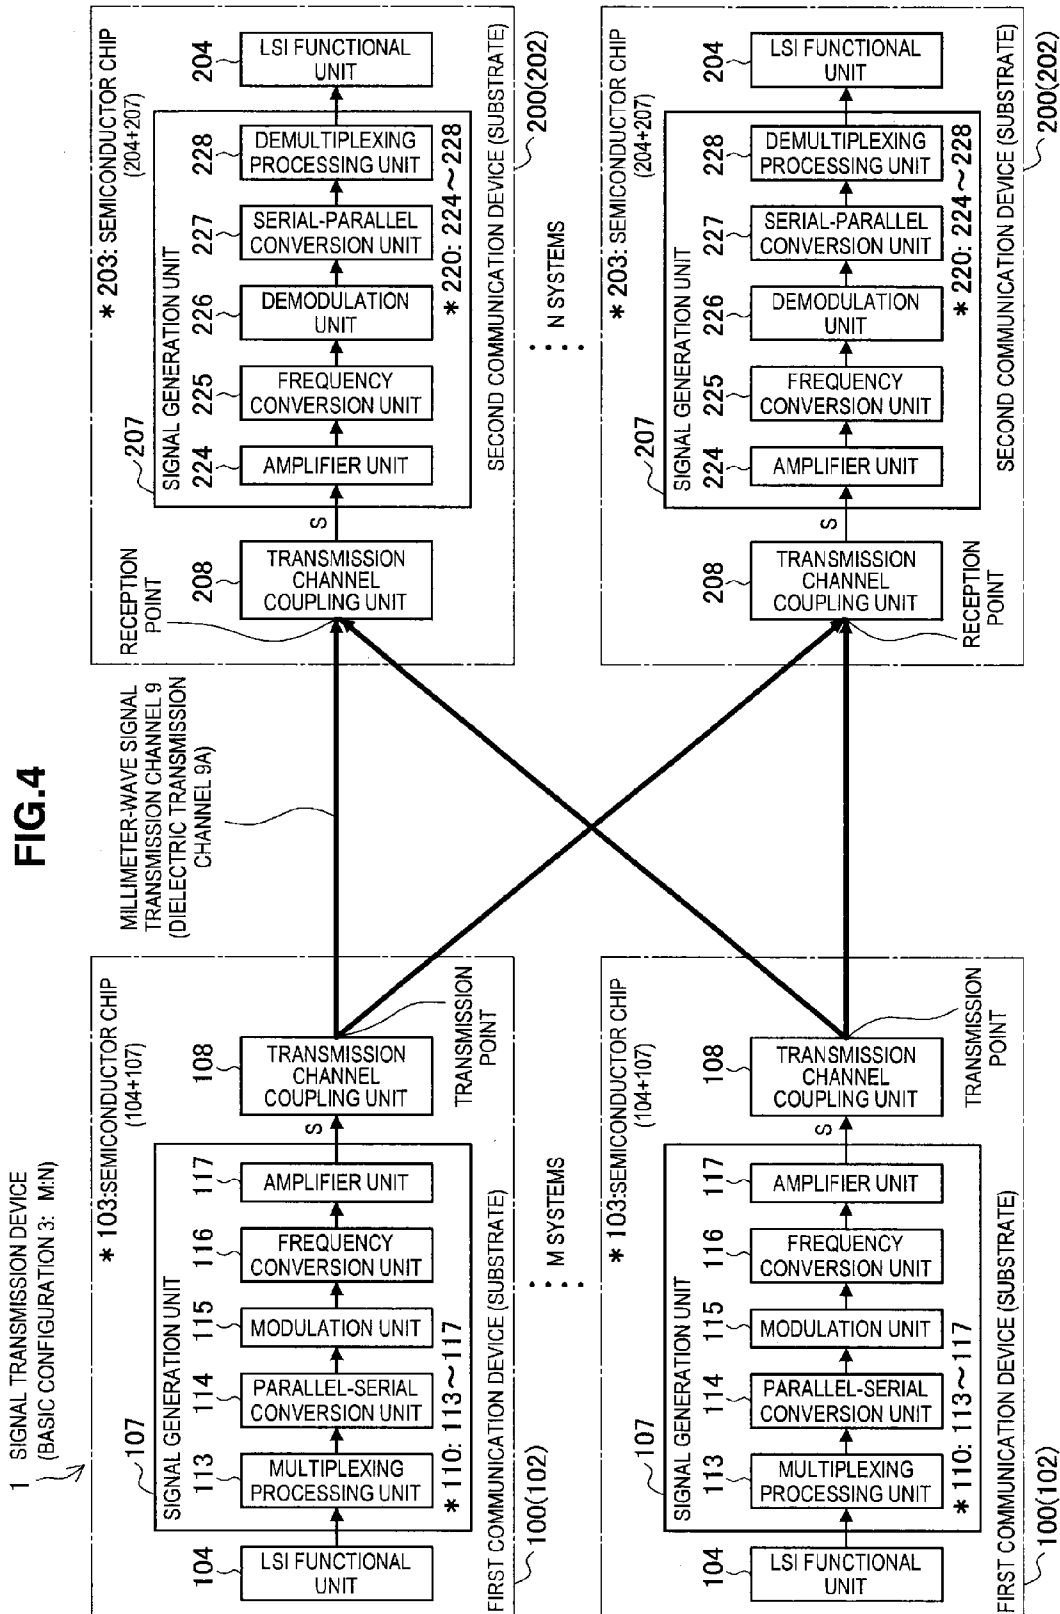 FIG.4
1 SIGNAL TRANSMISSION DEVICE
(BASIC CONFIGURATION 3: M:N)
* 103:SEMICONDUCTOR CHIP
(104+107)
107
SIGNAL GENERATION UNIT
104
LSI FUNCTIONAL
UNIT
113
MULTIPLEXING
PROCESSING UNIT
114
PARALLEL-SERIAL
CONVERSION UNIT
115
MODULATION UNIT
116
FREQUENCY
CONVERSION UNIT
117
AMPLIFIER UNIT
S
108
TRANSMISSION
CHANNEL
COUPLING UNIT
* 110: 113~117
TRANSMISSION
POINT
FIRST COMMUNICATION DEVICE (SUBSTRATE)
100(102)
MILLIMETER-WAVE SIGNAL
TRANSMISSION CHANNEL 9
(DIELECTRIC TRANSMISSION
CHANNEL 9A)
* 203: SEMICONDUCTOR CHIP
(204+207)
RECEPTION
POINT
207
SIGNAL GENERATION UNIT
208
TRANSMISSION
CHANNEL
COUPLING UNIT
S
224
AMPLIFIER UNIT
225
FREQUENCY
CONVERSION UNIT
226
DEMODULATION
UNIT
227
SERIAL-PARALLEL
CONVERSION UNIT
228
DEMULTIPLEXING
PROCESSING UNIT
204
LSI FUNCTIONAL
UNIT
* 220: 224~228
SECOND COMMUNICATION DEVICE (SUBSTRATE)
200(202)
M SYSTEMS
N SYSTEMS
* 103:SEMICONDUCTOR CHIP
(104+107)
107
SIGNAL GENERATION UNIT
104
LSI FUNCTIONAL
UNIT
113
MULTIPLEXING
PROCESSING UNIT
114
PARALLEL-SERIAL
CONVERSION UNIT
115
MODULATION UNIT
116
FREQUENCY
CONVERSION UNIT
117
AMPLIFIER UNIT
S
108
TRANSMISSION
CHANNEL
COUPLING UNIT
* 110: 113~117
TRANSMISSION
POINT
FIRST COMMUNICATION DEVICE (SUBSTRATE)
100(102)
* 203: SEMICONDUCTOR CHIP
(204+207)
207
SIGNAL GENERATION UNIT
208
TRANSMISSION
CHANNEL
COUPLING UNIT
S
224
AMPLIFIER UNIT
225
FREQUENCY
CONVERSION UNIT
226
DEMODULATION
UNIT
227
SERIAL-PARALLEL
CONVERSION UNIT
228
DEMULTIPLEXING
PROCESSING UNIT
204
LSI FUNCTIONAL
UNIT
* 220: 224~228
RECEPTION
POINT
SECOND COMMUNICATION DEVICE (SUBSTRATE)
200(202)